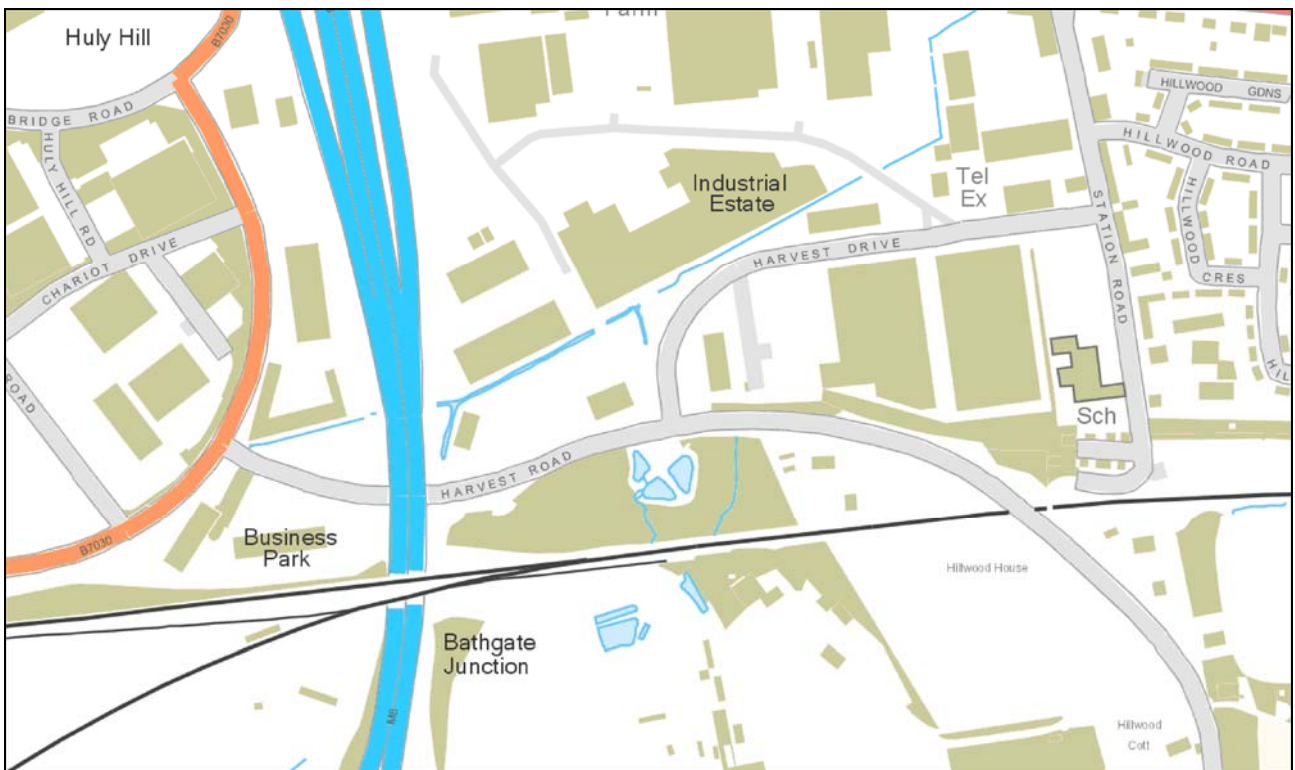 Huly Hill
B7030
BRIDGE ROAD
HULY HILL RD
CHARIOT DRIVE
ROAD
B7030
Business
Park
HARVEST ROAD
Bathgate
Junction
M8
Industrial
Estate
Tel
Ex
HARVEST DRIVE
STATION ROAD
HILLWOOD GDNS
HILLWOOD ROAD
HILLWOOD
CRES
HIL
Sch
Hillwood House
Hillwood
Cott